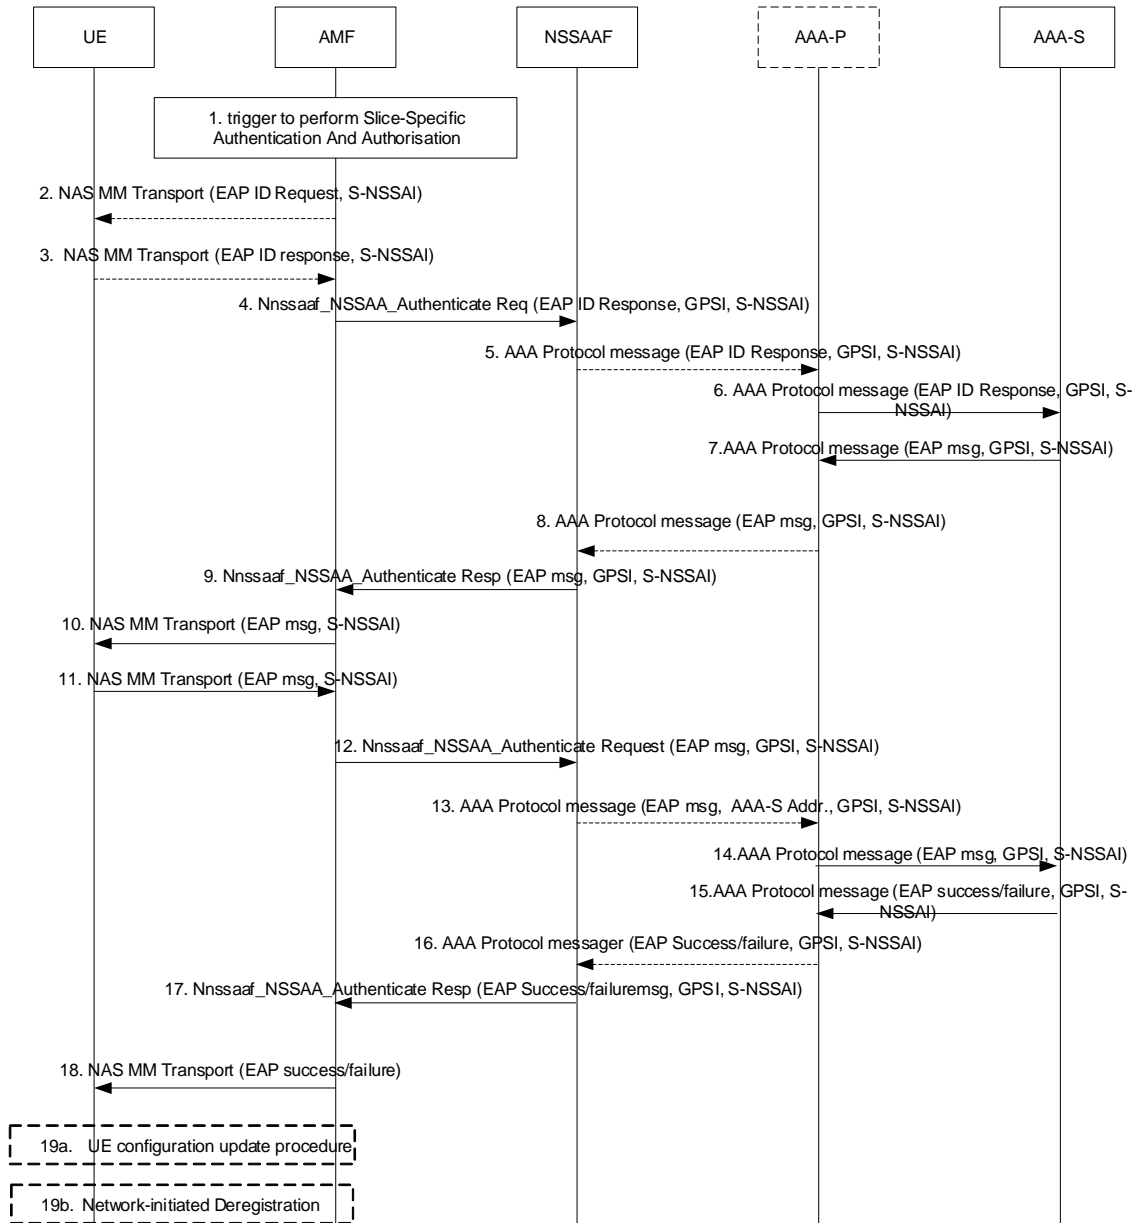 UE
AMF
NSSAAF
AAA-P
AAA-S
1. trigger to perform Slice-Specific
Authentication And Authorisation
2. NAS MM Transport (EAP ID Request, S-NSSAI)
3. NAS MM Transport (EAP ID response, S-NSSAI)
4. Nnssaaf_NSSAA_Authenticate Req (EAP ID Response, GPSI, S-NSSAI)
5. AAA Protocol message (EAP ID Response, GPSI, S-NSSAI)
6. AAA Protocol message (EAP ID Response, GPSI, S-
NSSAI)
7.AAA Protocol message (EAP msg, GPSI, S-NSSAI)
8. AAA Protocol message (EAP msg, GPSI, S-NSSAI)
9. Nnssaaf_NSSAA_Authenticate Resp (EAP msg, GPSI, S-NSSAI)
10. NAS MM Transport (EAP msg, S-NSSAI)
11. NAS MM Transport (EAP msg, S-NSSAI)
12. Nnssaaf_NSSAA_Authenticate Request (EAP msg, GPSI, S-NSSAI)
13. AAA Protocol message (EAP msg, AAA-S Addr., GPSI, S-NSSAI)
14.AAA Protocol message (EAP msg, GPSI, S-NSSAI)
15.AAA Protocol message (EAP success/failure, GPSI, S-
NSSAI)
16. AAA Protocol messager (EAP Success/failure, GPSI, S-NSSAI)
17. Nnssaaf_NSSAA_Authenticate Resp (EAP Success/failuremsg, GPSI, S-NSSAI)
18. NAS MM Transport (EAP success/failure)
19a. UE configuration update procedure
19b. Network-initiated Deregistration